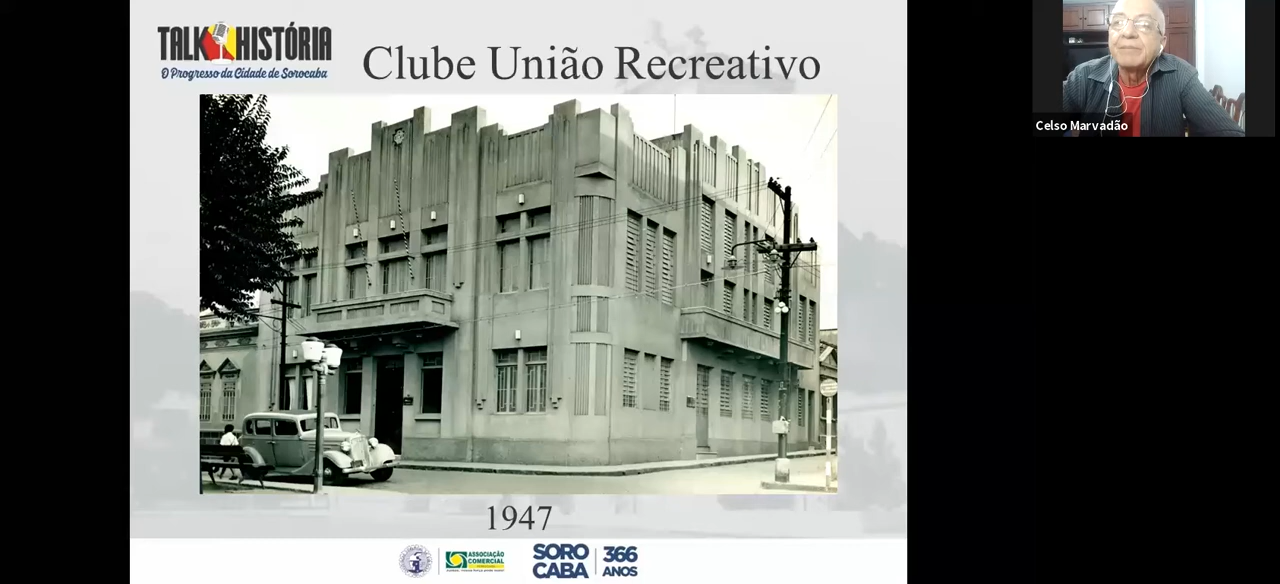 TALK HISTÓRIA
O Progresso da Cidade de Sorocaba
Clube União Recreativo
Celso Marvadão
1947
ASSOCIAÇÃO
COMERCIAL
SORO
CABA
366
ANOS